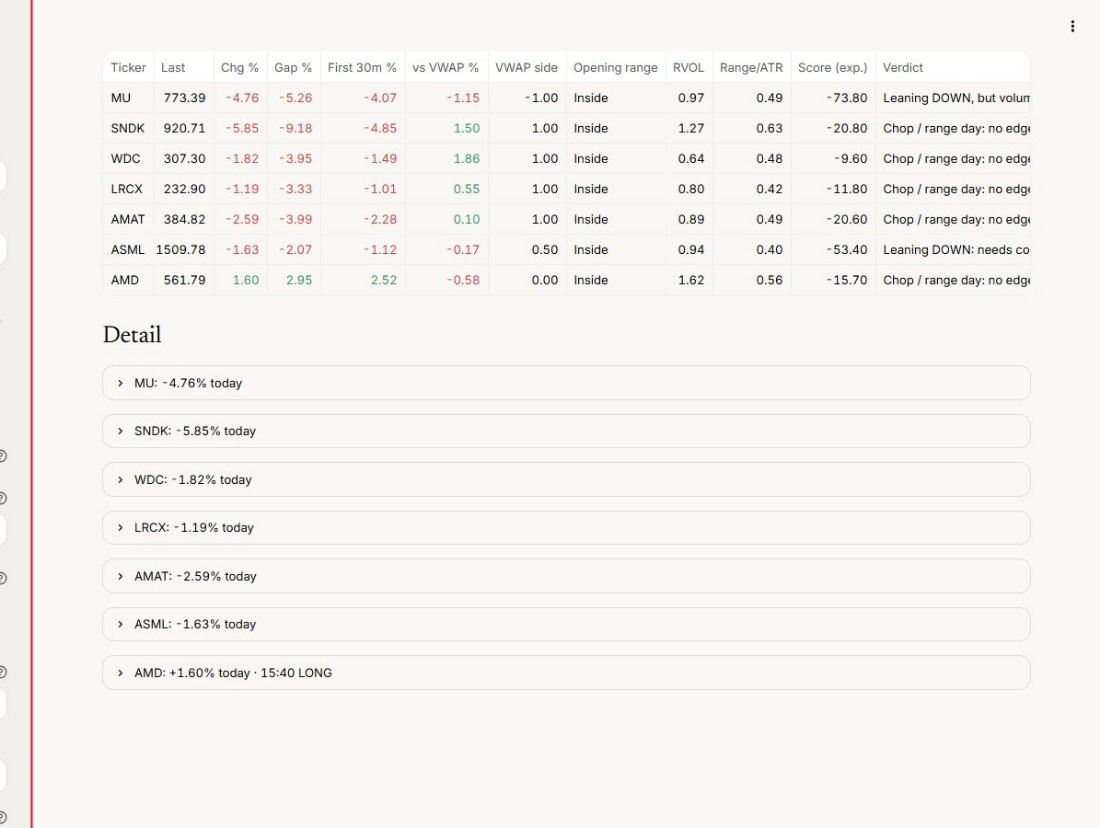 Ticker Last Chg % Gap % First 30m % vs VWAP % VWAP side Opening range RVOL Range/ATR Score (exp.) Verdict
MU 773.39 -4.76 -5.26 -4.07 -1.15 -1.00 Inside 0.97 0.49 -73.80 Leaning DOWN, but volum
SNDK 920.71 -5.85 -9.18 -4.85 1.50 1.00 Inside 1.27 0.63 -20.80 Chop / range day: no edge
WDC 307.30 -1.82 -3.95 -1.49 1.86 1.00 Inside 0.64 0.48 -9.60 Chop / range day: no edge
LRCX 232.90 -1.19 -3.33 -1.01 0.55 1.00 Inside 0.80 0.42 -11.80 Chop / range day: no edge
AMAT 384.82 -2.59 -3.99 -2.28 0.10 1.00 Inside 0.89 0.49 -20.60 Chop / range day: no edge
ASML 1509.78 -1.63 -2.07 -1.12 -0.17 0.50 Inside 0.94 0.40 -53.40 Leaning DOWN: needs co
AMD 561.79 1.60 2.95 2.52 -0.58 0.00 Inside 1.62 0.56 -15.70 Chop / range day: no edge
Detail
MU: -4.76% today
SNDK: -5.85% today
WDC: -1.82% today
LRCX: -1.19% today
AMAT: -2.59% today
ASML: -1.63% today
AMD: +1.60% today · 15:40 LONG